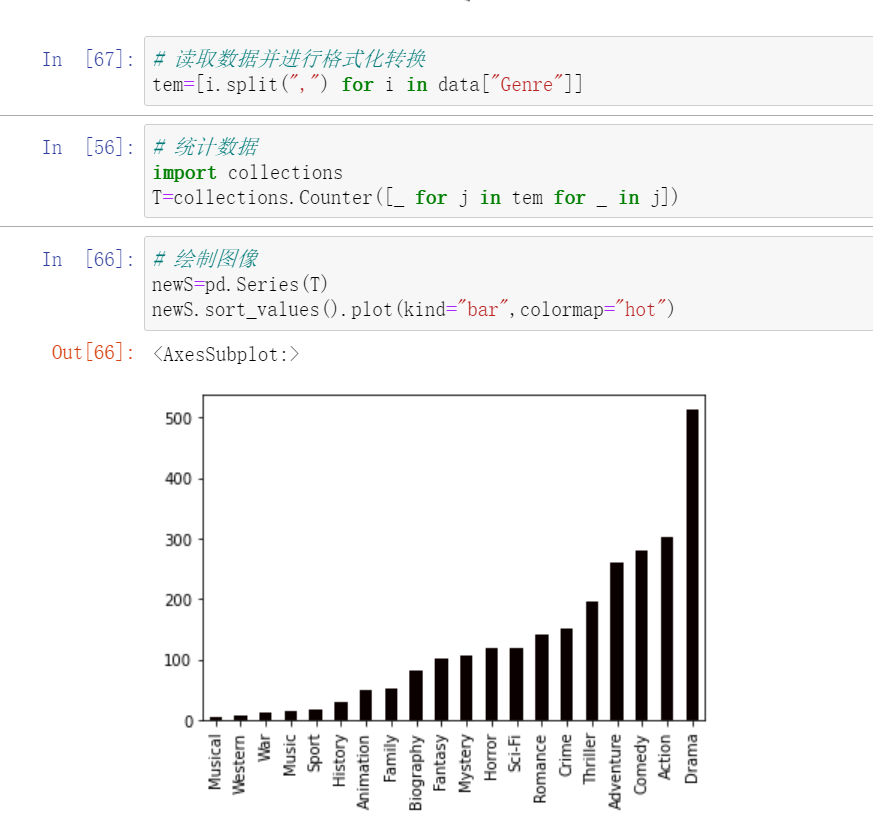 In [67]: # 读取数据并进行格式化转换
tem=[i.split(",") for i in data["Genre"]]
In [56]: # 统计数据
import collections
T=collections.Counter([_ for j in tem for _ in j])
In [66]: # 绘制图像
newS=pd.Series(T)
newS.sort_values().plot(kind="bar",colormap="hot")
Out[66]: <AxesSubplot:>
500
400
300
200
100
0
Musical
Western
War
Music
Sport
History
Animation
Family
Biography
Fantasy
Mystery
Horror
Sci-Fi
Romance
Crime
Thriller
Adventure
Comedy
Action
Drama